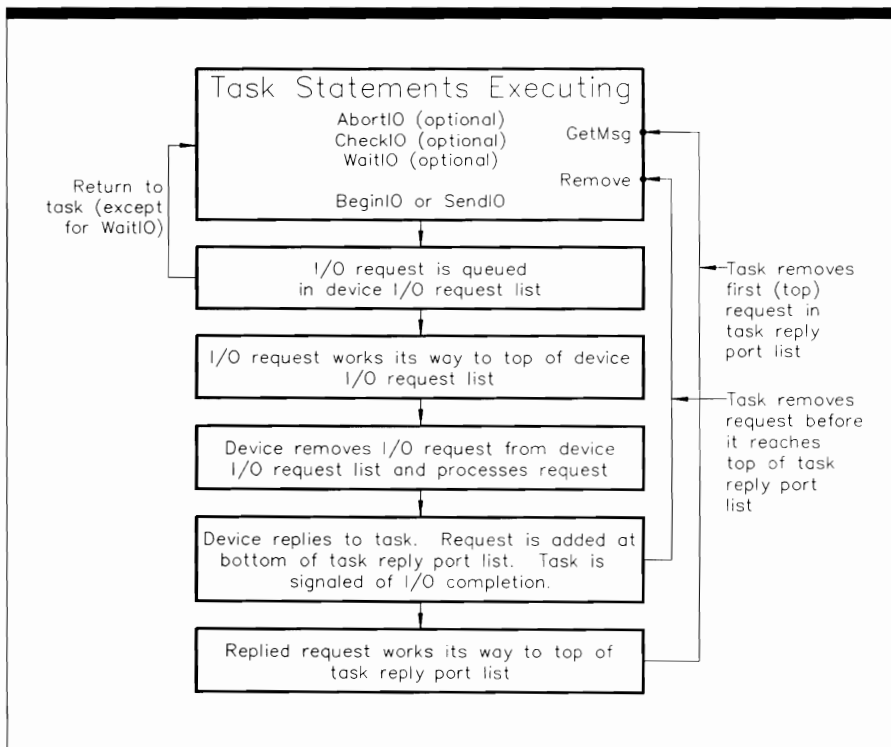 Task Statements Executing
AbortIO (optional)
CheckIO (optional)
WaitIO (optional)
GetMsg
Remove
BeginIO or SendIO
Return to
task (except
for WaitIO)
I/O request is queued
in device I/O request list
I/O request works its way to top of device
I/O request list
Device removes I/O request from device
I/O request list and processes request
Device replies to task. Request is added at
bottom of task reply port list. Task is
signaled of I/O completion.
Replied request works its way to top of
task reply port list
Task removes
first (top)
request in
task reply
port list
Task removes
request before
it reaches
top of task
reply port
list